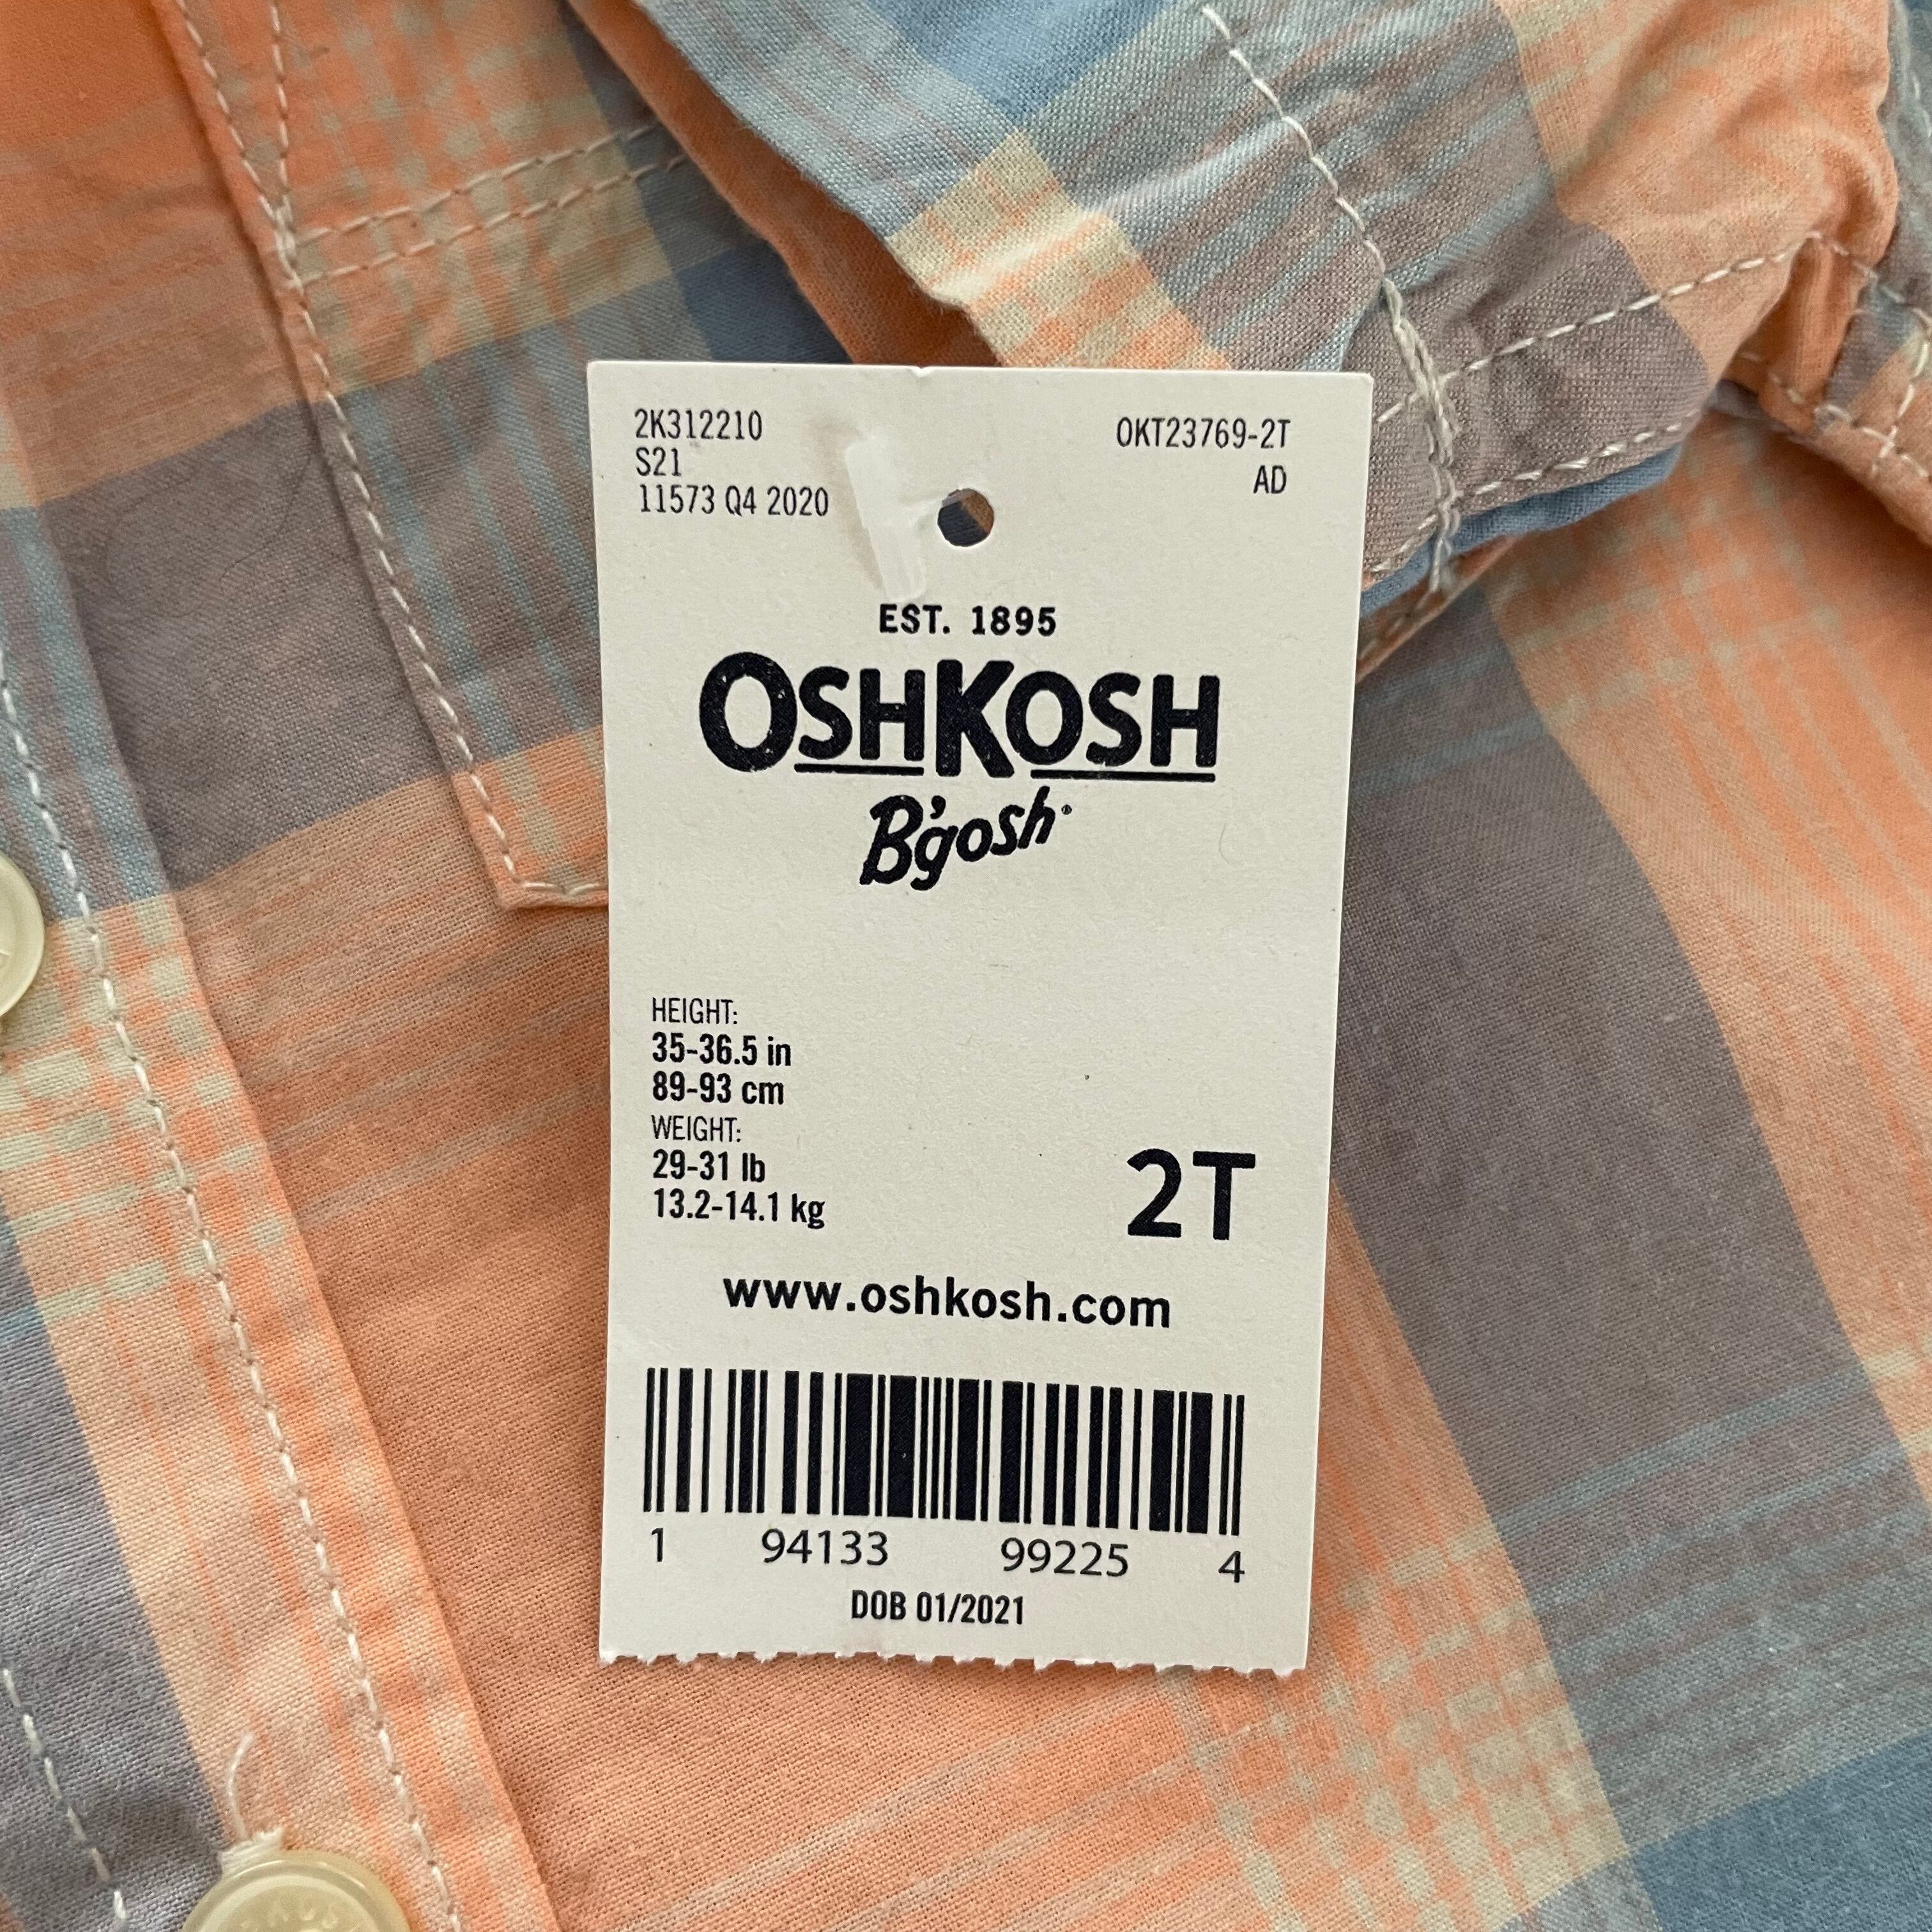 2K312210
S21
11573 Q4 2020
OKT23769-2T
AD
EST. 1895
OSHKOSH
B'gosh®
HEIGHT:
35-36.5 in
89-93 cm
WEIGHT:
29-31 lb
13.2-14.1 kg
2T
www.oshkosh.com
1 94133 99225 4
DOB 01/2021